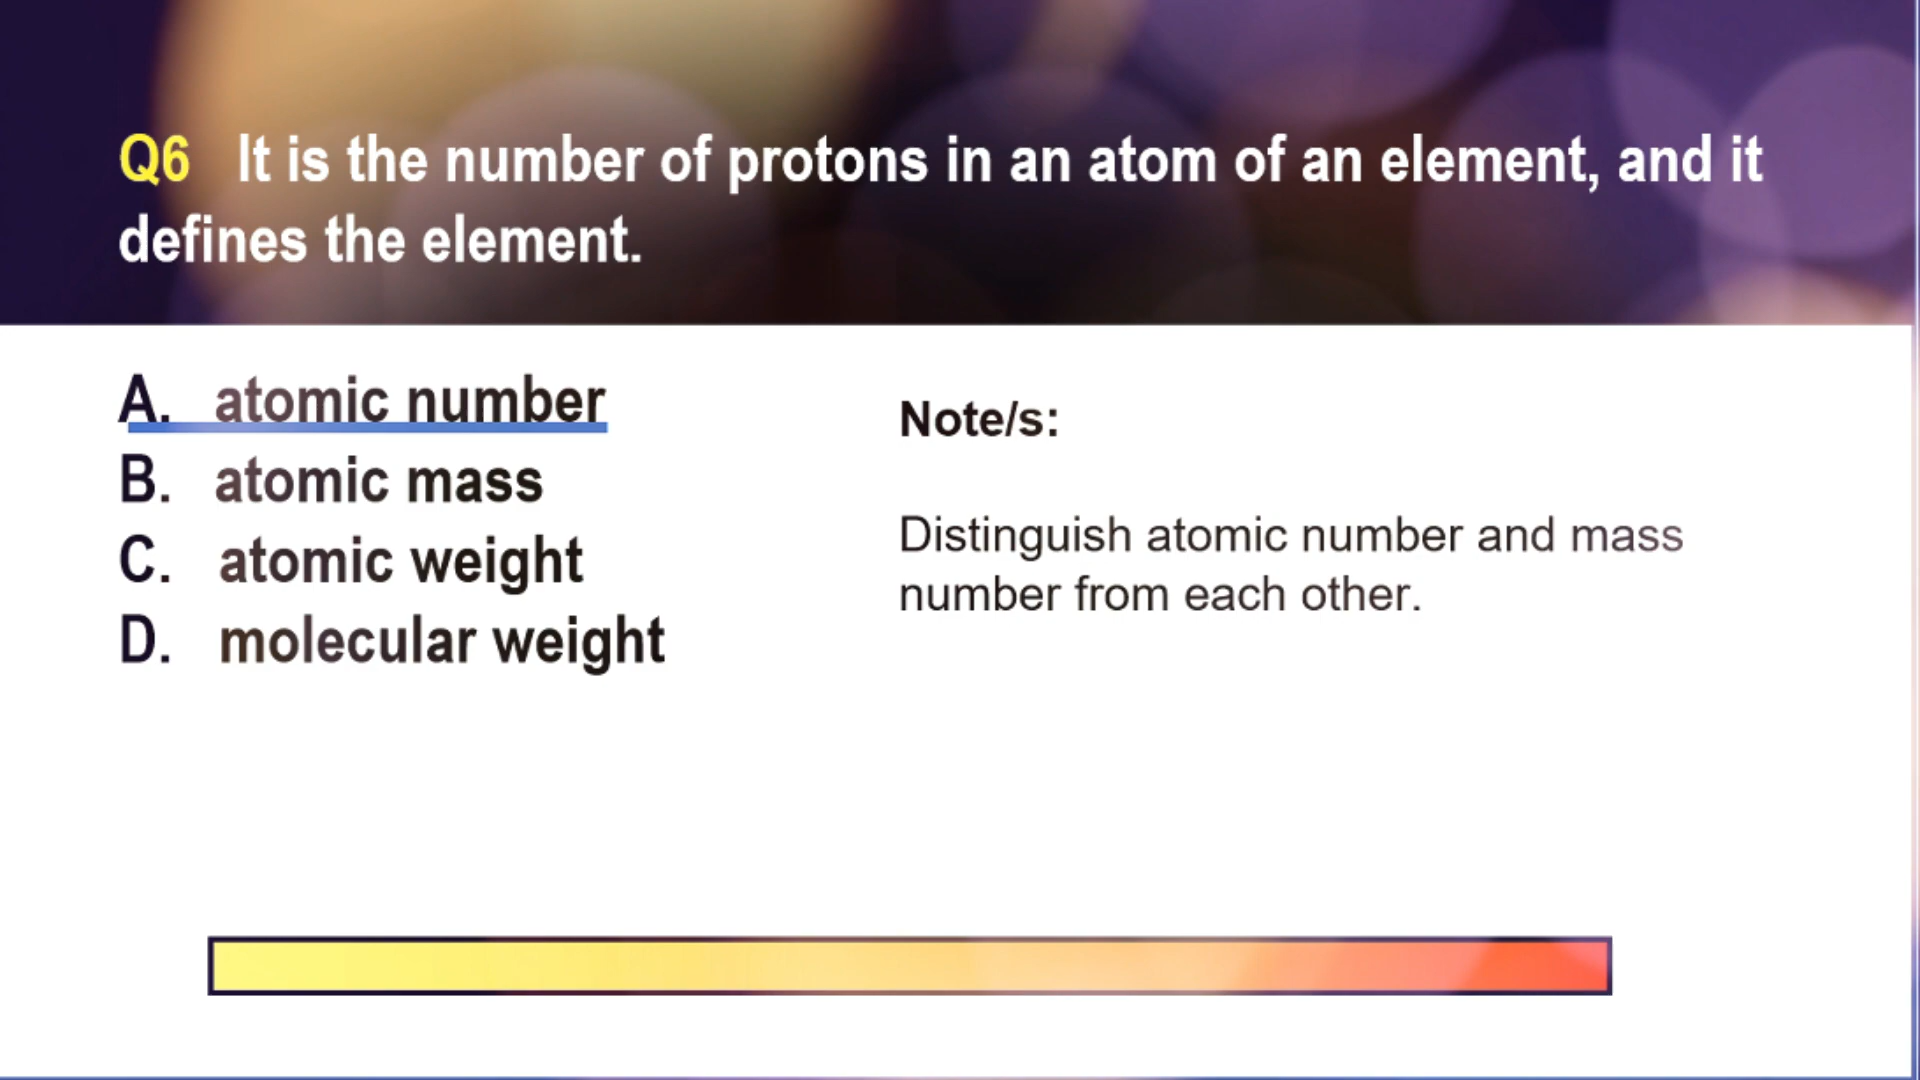 Q6 It is the number of protons in an atom of an element, and it
defines the element.
A. atomic number
B. atomic mass
C. atomic weight
D. molecular weight
Note/s:
Distinguish atomic number and mass
number from each other.